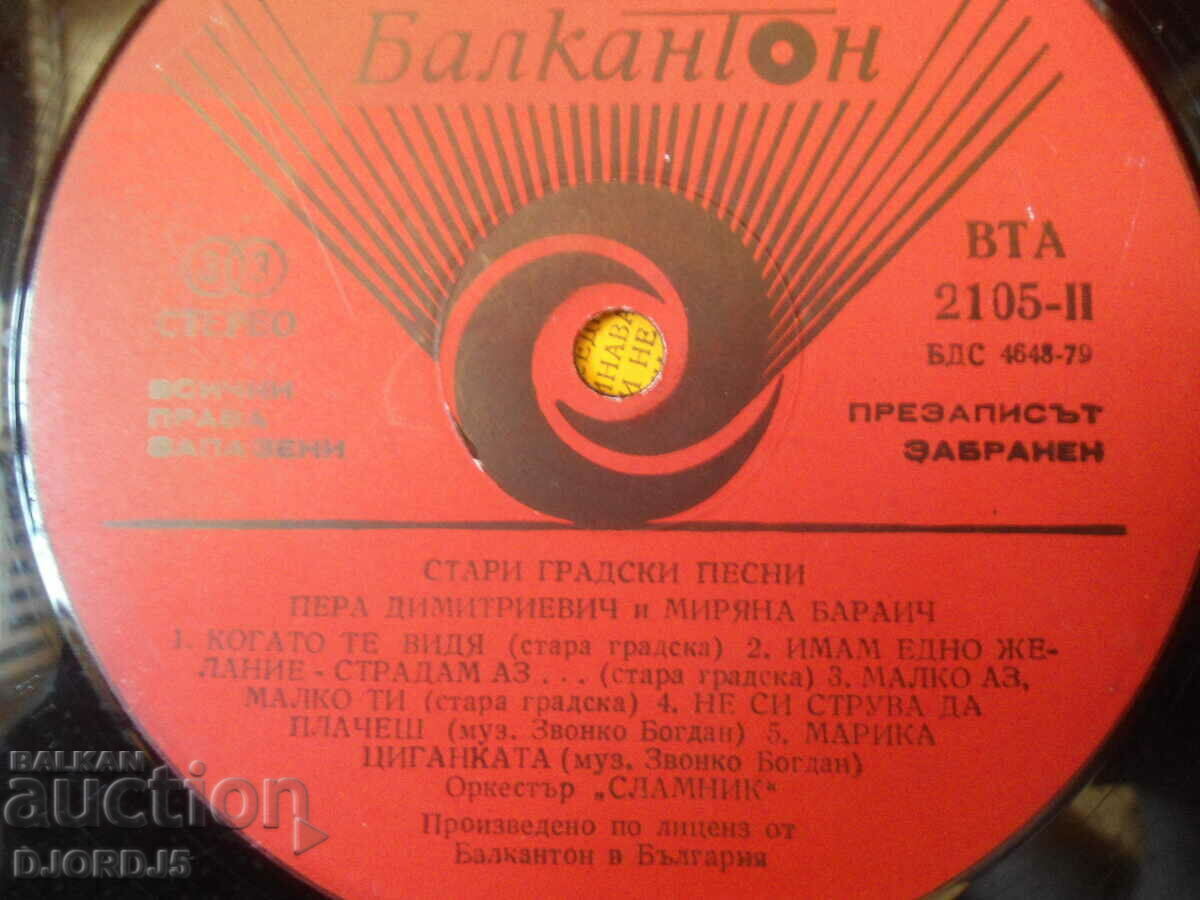 Балкантон
33
СТЕРЕО
ВСИЧКИ
ПРАВА
ЗАПАЗЕНИ
ВТА
2105-II
БДС 4648-79
ПРЕЗАПИСЪТ
ЗАБРАНЕН
ИНАВА
И НЕ
СТАРИ ГРАДСКИ ПЕСНИ
ПЕРА ДИМИТРИЕВИЧ и МИРЯНА БАРАИЧ
1. КОГАТО ТЕ ВИДЯ (стара градска) 2. ИМАМ ЕДНО ЖЕ-
ЛАНИЕ - СТРАДАМ АЗ . . . (стара градска) 3. МАЛКО АЗ,
МАЛКО ТИ (стара градска) 4. НЕ СИ СТРУВА ДА
ПЛАЧЕШ (муз. Звонко Богдан) 5. МАРИКА
ЦИГАНКАТА (муз. Звонко Богдан)
Оркестър „СЛАМНИК“
Произведено по лиценз от
Балкантон в България
BALKAN
auction
DJORDJ5